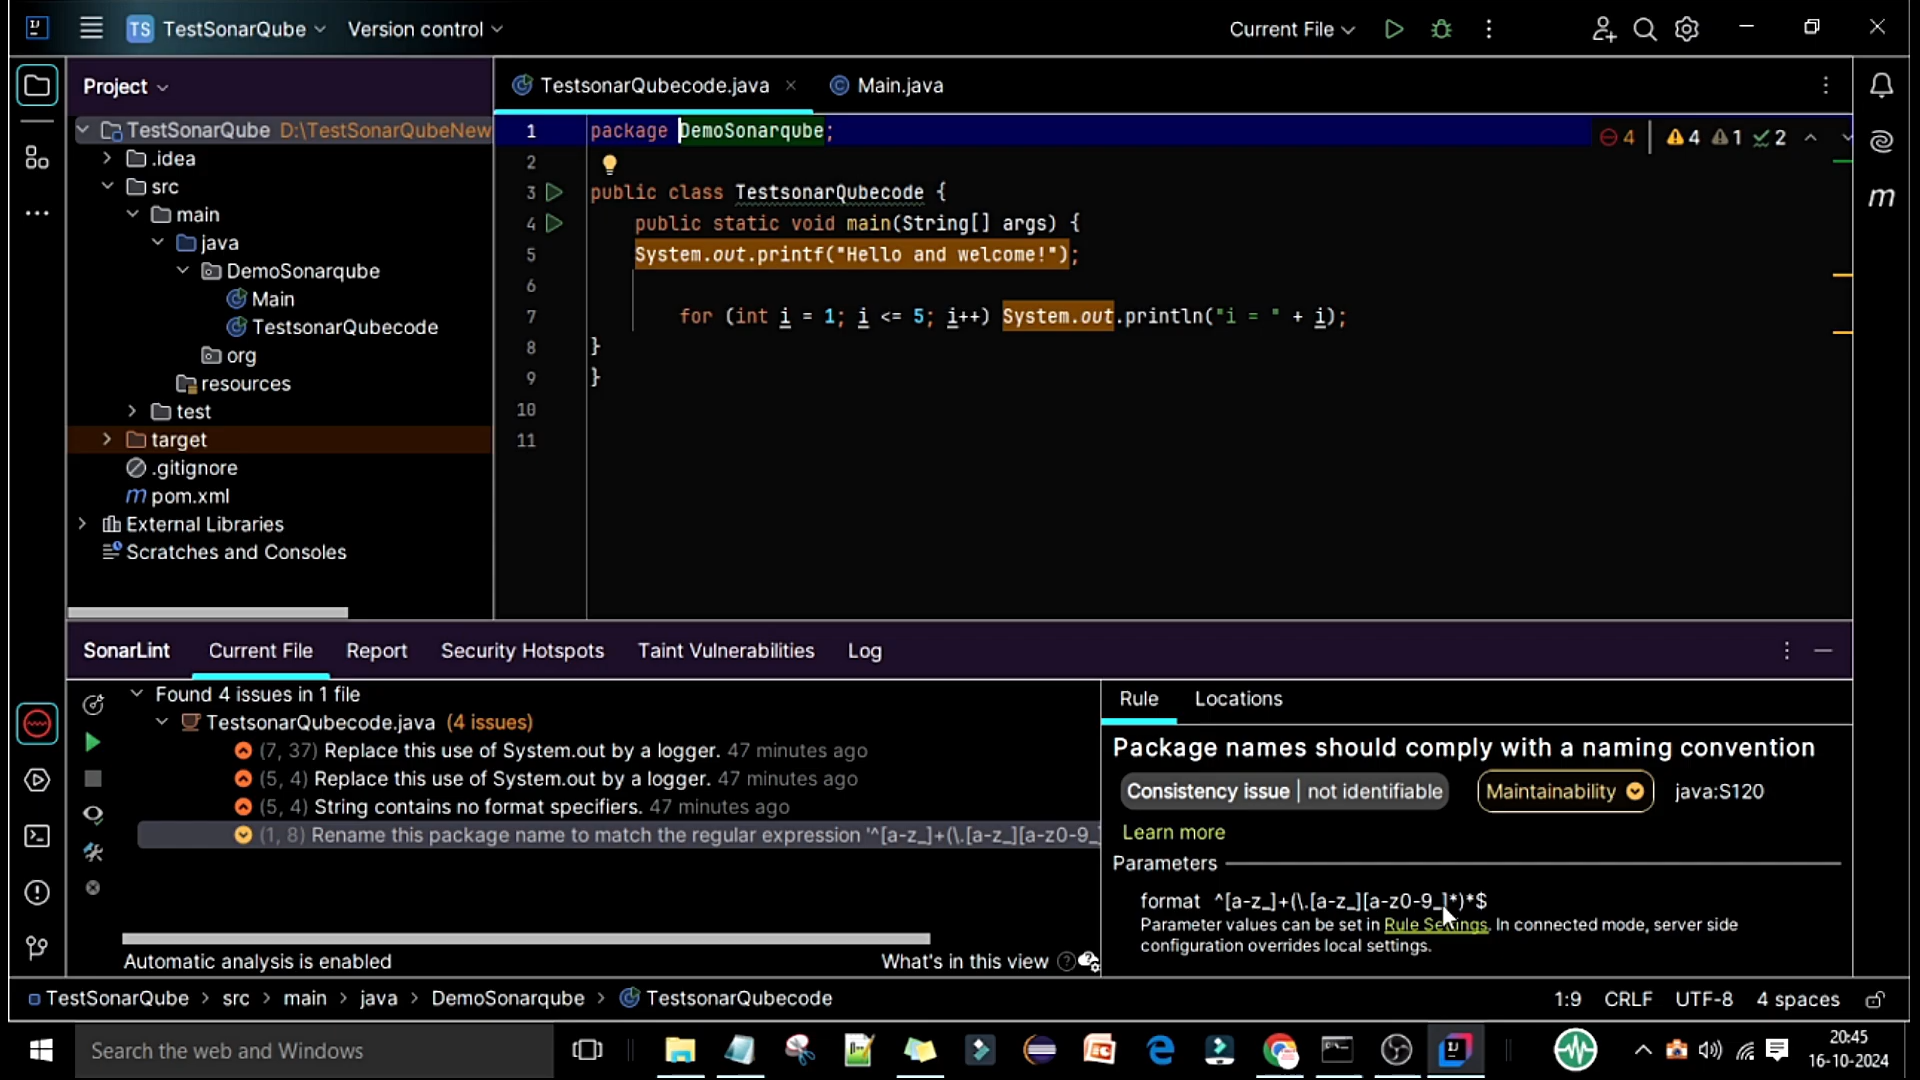 TS TestSonarQube Version control Current File
Project
TestsonarQubecode.java Main.java
TestSonarQube D:\TestSonarQubeNew
.idea
src
main
java
DemoSonarqube
Main
TestsonarQubecode
org
resources
test
target
.gitignore
pom.xml
External Libraries
Scratches and Consoles
1 package DemoSonarqube;
4 4 1 2
2
3 public class TestsonarQubecode {
4 public static void main(String[] args) {
5 System.out.printf("Hello and welcome!");
6
7 for (int i = 1; i <= 5; i++) System.out.println("i = " + i);
8 }
9 }
10
11
SonarLint Current File Report Security Hotspots Taint Vulnerabilities Log
Found 4 issues in 1 file
TestsonarQubecode.java (4 issues)
(7, 37) Replace this use of System.out by a logger. 47 minutes ago
(5, 4) Replace this use of System.out by a logger. 47 minutes ago
(5, 4) String contains no format specifiers. 47 minutes ago
(1, 8) Rename this package name to match the regular expression '^[a-z_]+(\.[a-z_][a-z0-9_]
Automatic analysis is enabled
What's in this view
Rule Locations
Package names should comply with a naming convention
Consistency issue | not identifiable Maintainability java:S120
Learn more
Parameters
format ^[a-z_]+(\.[a-z_][a-z0-9_]*)*$
Parameter values can be set in Rule Settings. In connected mode, server side
configuration overrides local settings.
TestSonarQube > src > main > java > DemoSonarqube > TestsonarQubecode
1:9 CRLF UTF-8 4 spaces
Search the web and Windows
20:45
16-10-2024